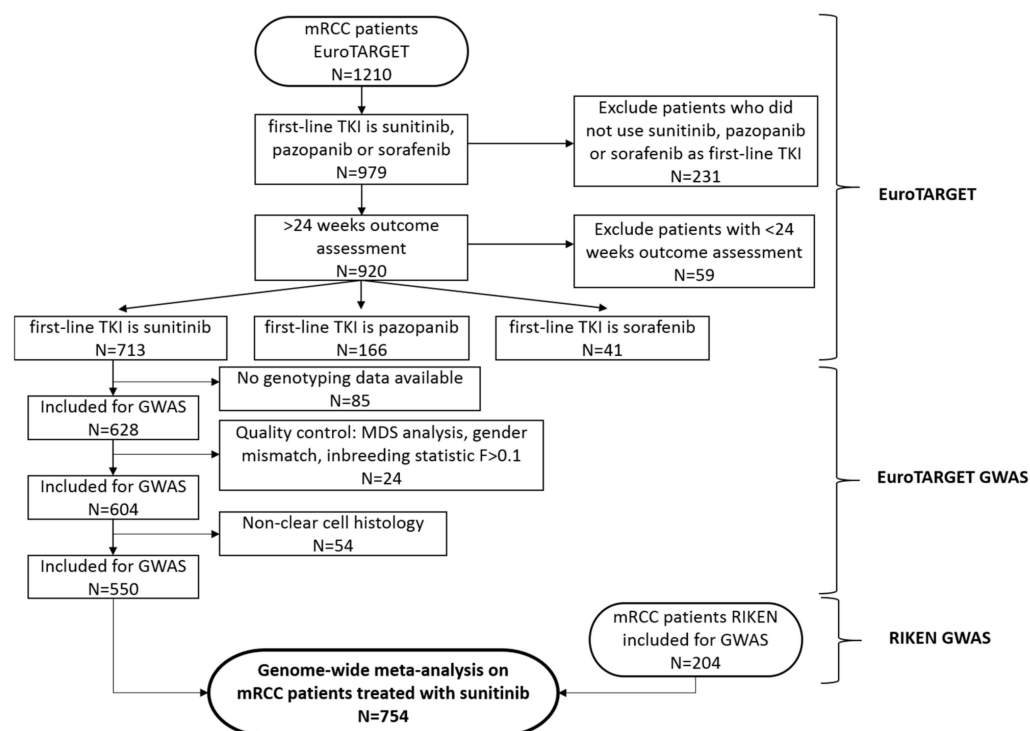 mRCC patients
EuroTARGET
N=1210
first-line TKI is sunitinib,
pazopanib or sorafenib
N=979
Exclude patients who did
not use sunitinib, pazopanib
or sorafenib as first-line TKI
N=231
EuroTARGET
>24 weeks outcome
assessment
N=920
Exclude patients with <24
weeks outcome assessment
N=59
first-line TKI is sunitinib
N=713
first-line TKI is pazopanib
N=166
first-line TKI is sorafenib
N=41
No genotyping data available
N=85
Included for GWAS
N=628
Quality control: MDS analysis, gender
mismatch, inbreeding statistic F>0.1
N=24
EuroTARGET GWAS
Included for GWAS
N=604
Non-clear cell histology
N=54
Included for GWAS
N=550
mRCC patients RIKEN
included for GWAS
N=204
RIKEN GWAS
Genome-wide meta-analysis on
mRCC patients treated with sunitinib
N=754